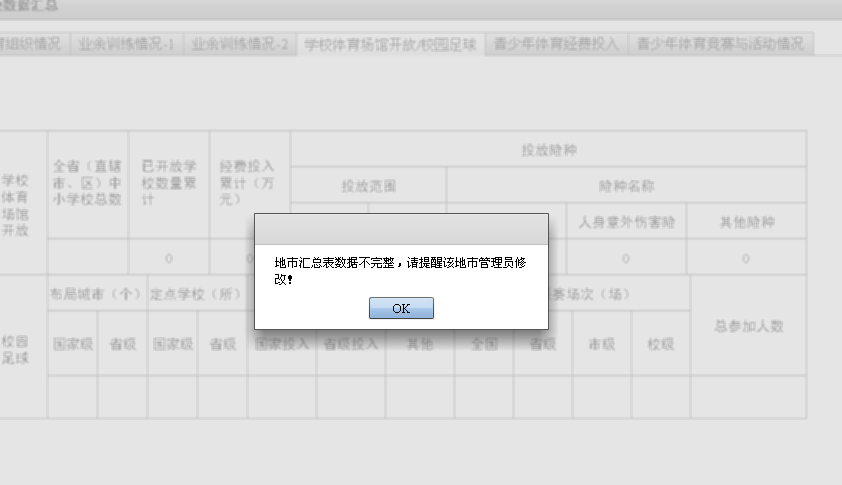 数据汇总
育组织情况
业余训练情况-1
业余训练情况-2
学校体育场馆开放/校园足球
青少年体育经费投入
青少年体育竞赛与活动情况
学校
体育
场馆
开放
全省（直辖
市、区）中
小学校总数
已开放学
校数量累
计
经费投入
累计（万
元）
投放险种
投放范围
险种名称
人身意外伤害险
其他险种
0
0
0
0
地市汇总表数据不完整，请提醒该地市管理员修
改！
OK
校园
足球
布局城市（个）
定点学校（所）
赛场次（场）
总参加人数
国家级
省级
国家级
省级
国家投入
省级投入
其他
全国
省级
市级
校级